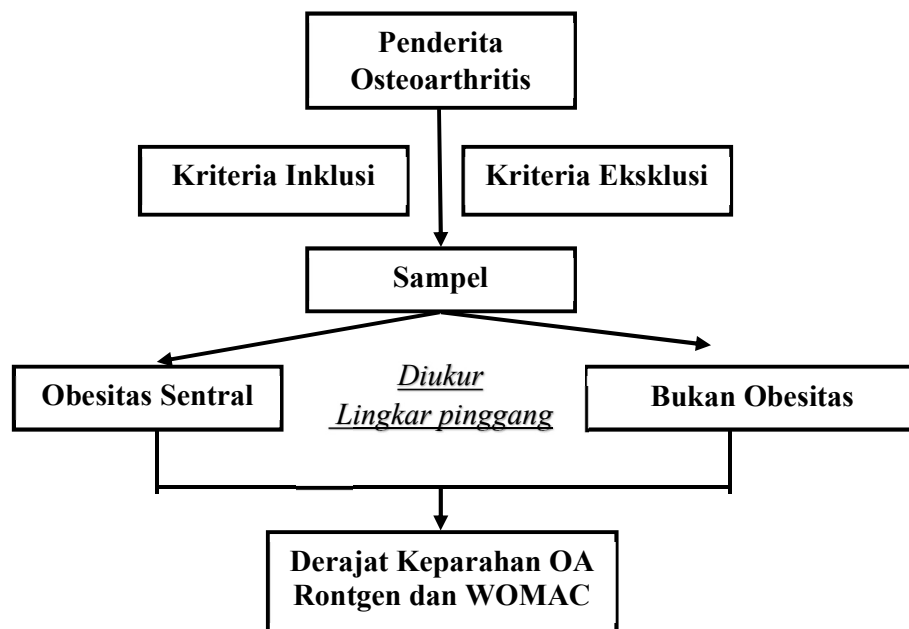 Penderita
Osteoarthritis
Kriteria Inklusi
Kriteria Eksklusi
Sampel
Obesitas Sentral
Diukur
Lingkar pinggang
Bukan Obesitas
Derajat Keparahan OA
Rontgen dan WOMAC